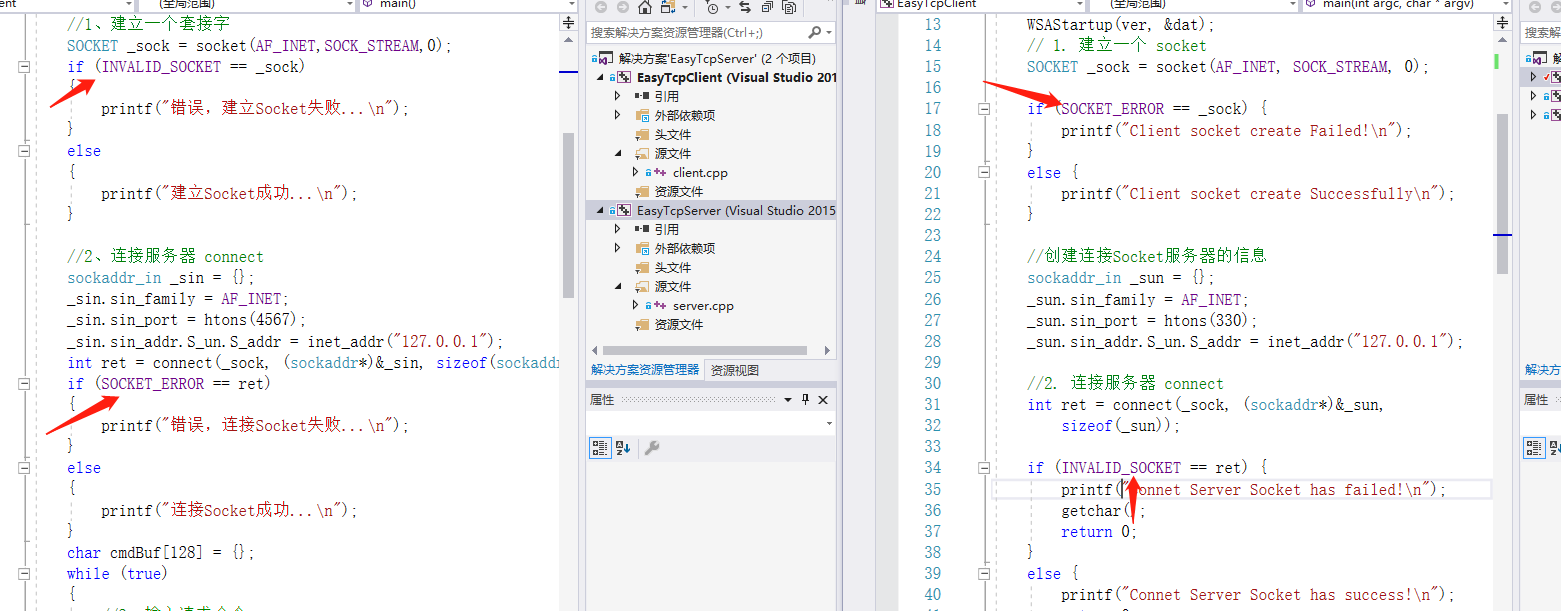 ent
(全局范围)
main()
//1、建立一个套接字
SOCKET _sock = socket(AF_INET,SOCK_STREAM,0);
if (INVALID_SOCKET == _sock)
{
printf("错误，建立Socket失败...\n");
}
else
{
printf("建立Socket成功...\n");
}
//2、连接服务器 connect
sockaddr_in _sin = {};
_sin.sin_family = AF_INET;
_sin.sin_port = htons(4567);
_sin.sin_addr.S_un.S_addr = inet_addr("127.0.0.1");
int ret = connect(_sock, (sockaddr*)&_sin, sizeof(sockadd
if (SOCKET_ERROR == ret)
{
printf("错误，连接Socket失败...\n");
}
else
{
printf("连接Socket成功...\n");
}
char cmdBuf[128] = {};
while (true)
{
搜索解决方案资源管理器(Ctrl+;)
解决方案'EasyTcpServer' (2 个项目)
EasyTcpClient (Visual Studio 201
引用
外部依赖项
头文件
源文件
client.cpp
资源文件
EasyTcpServer (Visual Studio 2015
引用
外部依赖项
头文件
源文件
server.cpp
资源文件
解决方案资源管理器
资源视图
属性
EasyTcpClient
(全局范围)
main(int argc, char * argv)
13 WSAStartup(ver, &dat);
14 // 1. 建立一个 socket
15 SOCKET _sock = socket(AF_INET, SOCK_STREAM, 0);
16
17 if (SOCKET_ERROR == _sock) {
18 printf("Client socket create Failed!\n");
19 }
20 else {
21 printf("Client socket create Successfully\n");
22 }
23
24 //创建连接Socket服务器的信息
25 sockaddr_in _sun = {};
26 _sun.sin_family = AF_INET;
27 _sun.sin_port = htons(330);
28 _sun.sin_addr.S_un.S_addr = inet_addr("127.0.0.1");
29
30 //2. 连接服务器 connect
31 int ret = connect(_sock, (sockaddr*)&_sun,
32 sizeof(_sun));
33
34 if (INVALID_SOCKET == ret) {
35 printf("Connet Server Socket has failed!\n");
36 getchar();
37 return 0;
38 }
39 else {
40 printf("Connet Server Socket has success!\n");
搜索解
解
解决方
属性